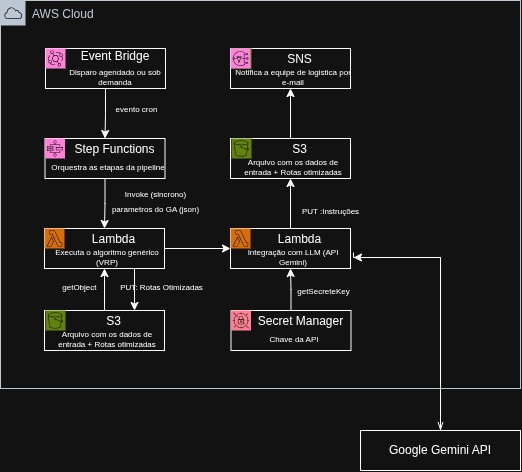 AWS Cloud
Event Bridge
Disparo agendado ou sob
demanda
SNS
Notifica a equipe de logística por
e-mail
evento cron
Step Functions
Orquestra as etapas da pipeline
S3
Arquivo com os dados de
entrada + Rotas otimizadas
Invoke (síncrono)
parametros do GA (json)
PUT :Instruções
Lambda
Executa o algoritmo genérico
(VRP)
Lambda
Integração com LLM (API
Gemini)
getObject
PUT: Rotas Otimizadas
getSecreteKey
S3
Arquivo com os dados de
entrada + Rotas otimizadas
Secret Manager
Chave da API
Google Gemini API